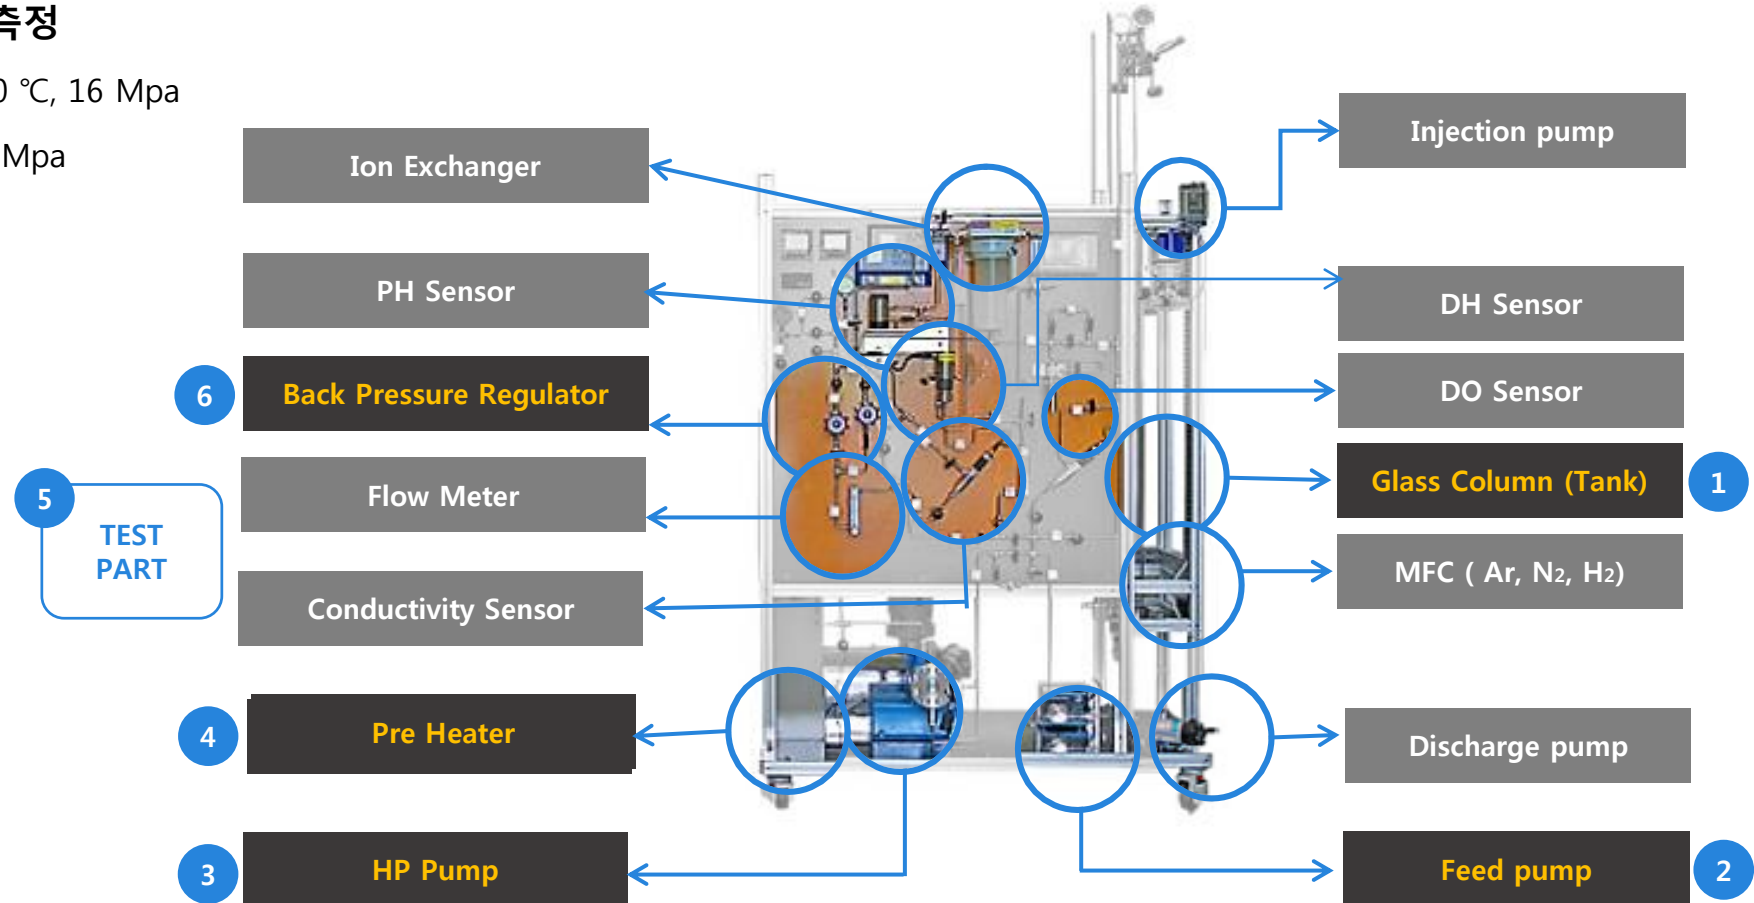 측정
0 ℃, 16 Mpa
Mpa
Ion Exchanger
PH Sensor
6
Back Pressure Regulator
5
TEST
PART
Flow Meter
Conductivity Sensor
4
Pre Heater
3
HP Pump
Injection pump
DH Sensor
DO Sensor
Glass Column (Tank)
1
MFC ( Ar, N2, H2)
Discharge pump
Feed pump
2